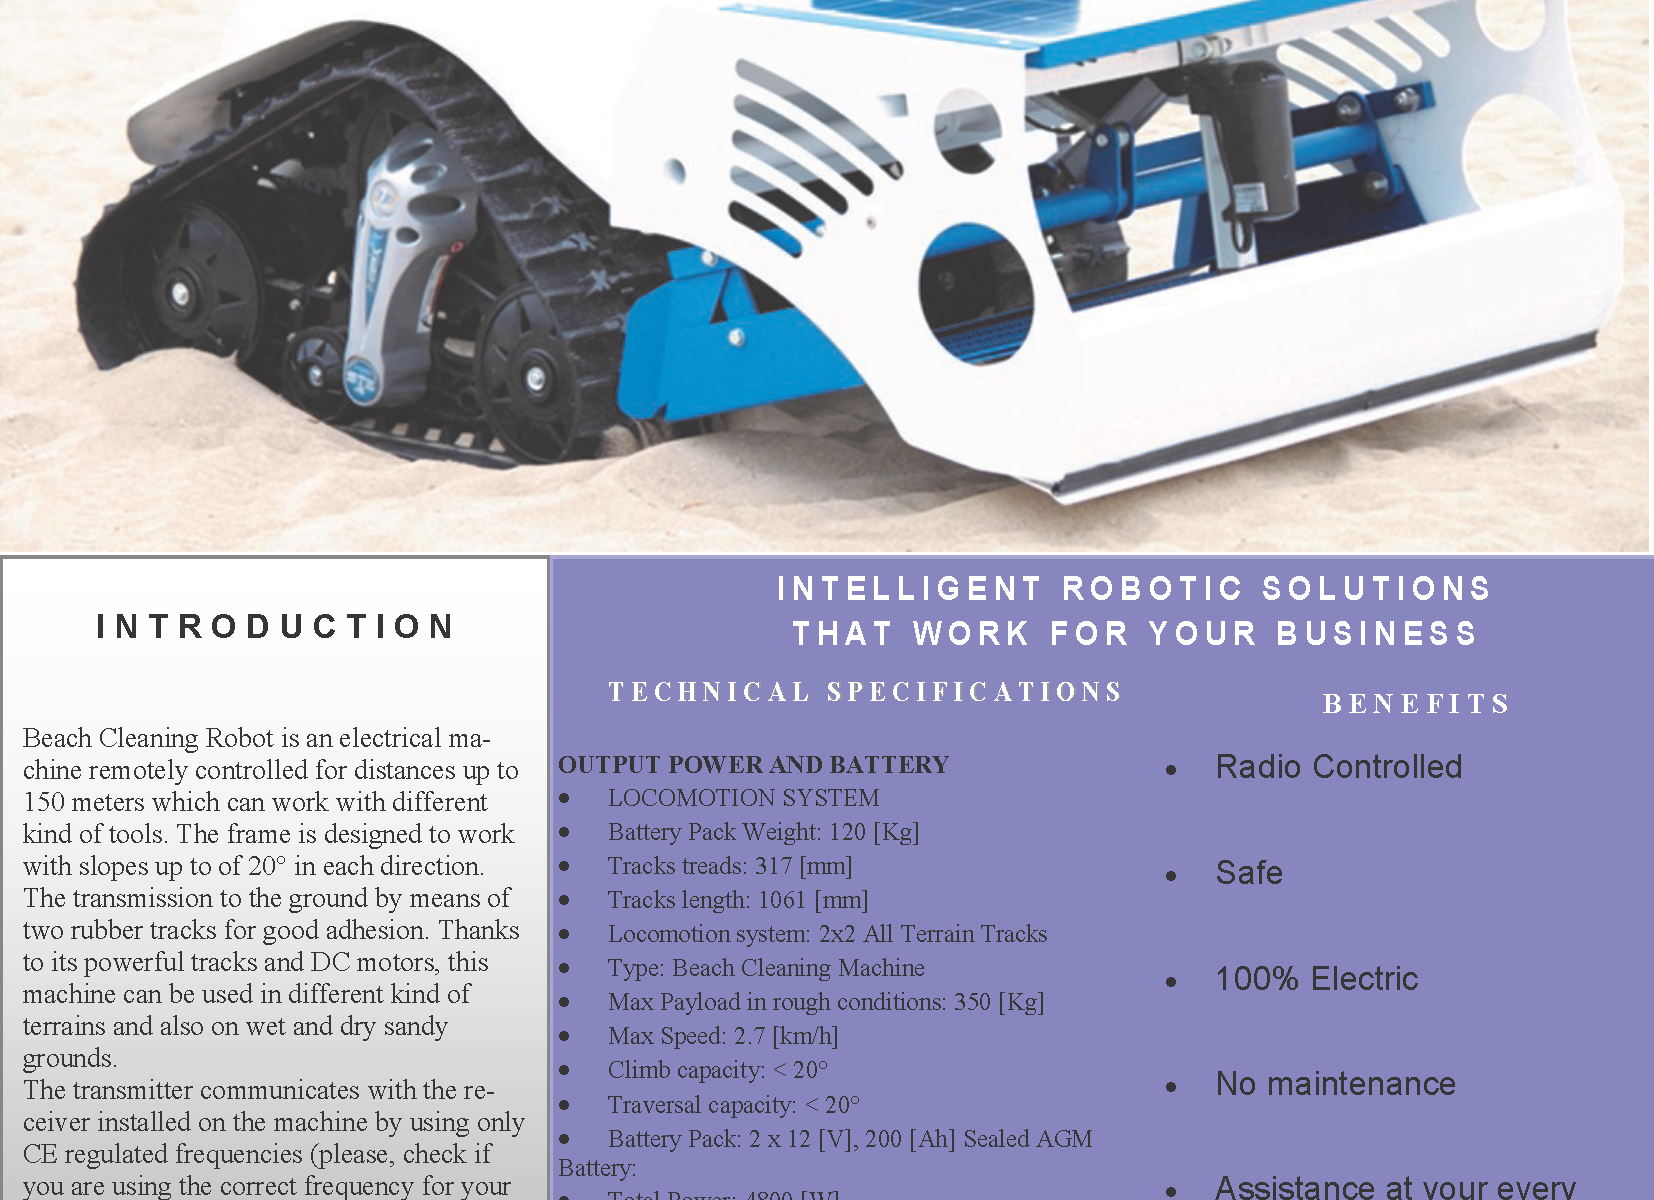 INTRODUCTION
Beach Cleaning Robot is an electrical ma-
chine remotely controlled for distances up to
150 meters which can work with different
kind of tools. The frame is designed to work
with slopes up to of 20° in each direction.
The transmission to the ground by means of
two rubber tracks for good adhesion. Thanks
to its powerful tracks and DC motors, this
machine can be used in different kind of
terrains and also on wet and dry sandy
grounds.
The transmitter communicates with the re-
ceiver installed on the machine by using only
CE regulated frequencies (please, check if
you are using the correct frequency for your
INTELLIGENT ROBOTIC SOLUTIONS
THAT WORK FOR YOUR BUSINESS
TECHNICAL SPECIFICATIONS
OUTPUT POWER AND BATTERY
• LOCOMOTION SYSTEM
• Battery Pack Weight: 120 [Kg]
• Tracks treads: 317 [mm]
• Tracks length: 1061 [mm]
• Locomotion system: 2x2 All Terrain Tracks
• Type: Beach Cleaning Machine
• Max Payload in rough conditions: 350 [Kg]
• Max Speed: 2.7 [km/h]
• Climb capacity: < 20°
• Traversal capacity: < 20°
• Battery Pack: 2 x 12 [V], 200 [Ah] Sealed AGM
Battery:
• Total Power: 4800 [W]
BENEFITS
• Radio Controlled
• Safe
• 100% Electric
• No maintenance
• Assistance at your every